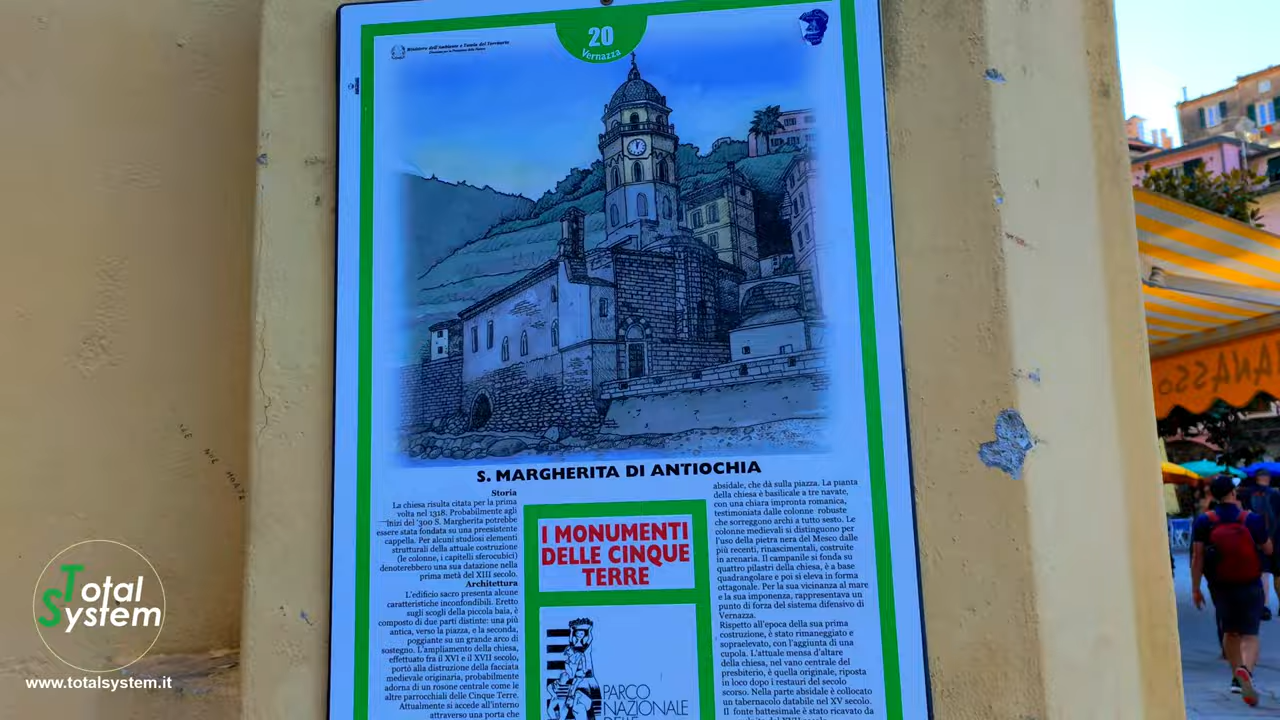 20
Vernazza
Ministero dell'Ambiente e Tutela del Territorio
S. MARGHERITA DI ANTIOCHIA
Storia
La chiesa risulta citata per la prima
volta nel 1318. Probabilmente agli
inizi del '300 S. Margherita potrebbe
essere stata fondata su una preesistente
cappella. Per alcuni studiosi elementi
strutturali della attuale costruzione
(le colonne, i capitelli sferocubici)
denoterebbero una sua datazione nella
prima metà del XIII secolo.
Architettura
L'edificio sacro presenta alcune
caratteristiche inconfondibili. Eretto
sugli scogli della piccola baia, è
composto di due parti distinte: una più
antica, verso la piazza, e la seconda,
poggiante su un grande arco di
sostegno. L'ampliamento della chiesa,
effettuato fra il XVI e il XVII secolo,
portò alla distruzione della facciata
medievale originaria, probabilmente
adorna di un rosone centrale come le
altre parrocchiali delle Cinque Terre.
Attualmente si accede all'interno
attraverso una porta che
I MONUMENTI
DELLE CINQUE
TERRE
PARCO
NAZIONALE
DELLE
absidale, che dà sulla piazza. La pianta
della chiesa è basilicale a tre navate,
con una chiara impronta romanica,
testimoniata dalle colonne robuste
che sorreggono archi a tutto sesto. Le
colonne medievali si distinguono per
l'uso della pietra nera del Mesco dalle
più recenti, rinascimentali, costruite
in arenaria. Il campanile si fonda su
quattro pilastri della chiesa, è a base
quadrangolare e poi si eleva in forma
ottagonale. Per la sua vicinanza al mare
e la sua imponenza, rappresentava un
punto di forza del sistema difensivo di
Vernazza.
Rispetto all'epoca della sua prima
costruzione, è stato rimaneggiato e
sopraelevato, con l'aggiunta di una
cupola. L'attuale mensa d'altare
della chiesa, nel vano centrale del
presbiterio, è quella originale, riposta
in loco dopo i restauri del secolo
scorso. Nella parte absidale è collocato
un tabernacolo databile nel XV secolo.
Il fonte battesimale è stato ricavato da
Total
System
www.totalsystem.it